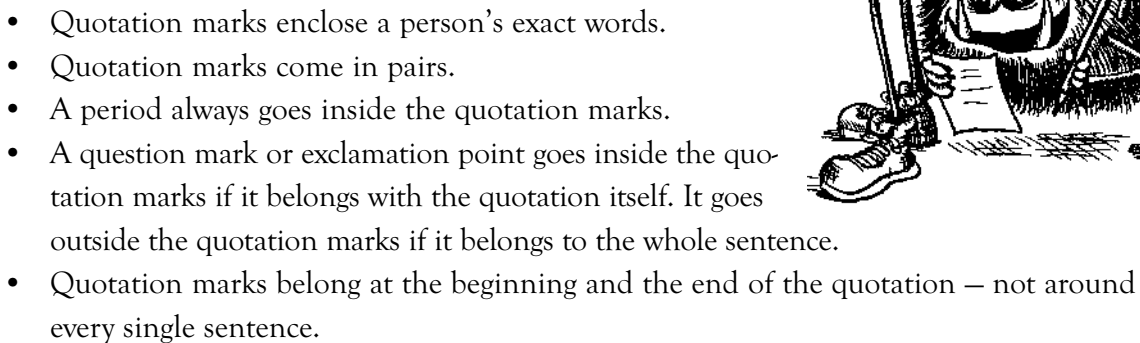 • Quotation marks enclose a person’s exact words.
• Quotation marks come in pairs.
• A period always goes inside the quotation marks.
• A question mark or exclamation point goes inside the quo-
tation marks if it belongs with the quotation itself. It goes
outside the quotation marks if it belongs to the whole sentence.
• Quotation marks belong at the beginning and the end of the quotation – not around
every single sentence.